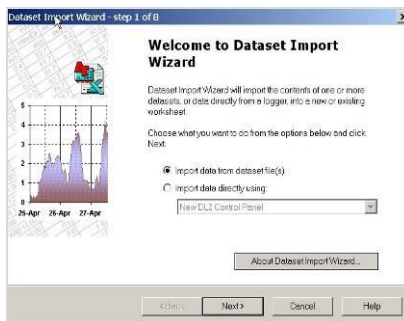 Dataset Import Wizard - step 1 of 8
Welcome to Dataset Import
Wizard
Dataset Import Wizard will import the contents of one or more
datasets, or data directly from a logger, into a new or existing
worksheet.
Choose what you want to do from the options below and click
Next.
Import data from dataset file(s)
Import data directly using:
New DL2 Control Panel
About Dataset Import Wizard...
5
4
3
2
1
0
25-Apr 26-Apr 27-Apr
< Back
Next >
Cancel
Help